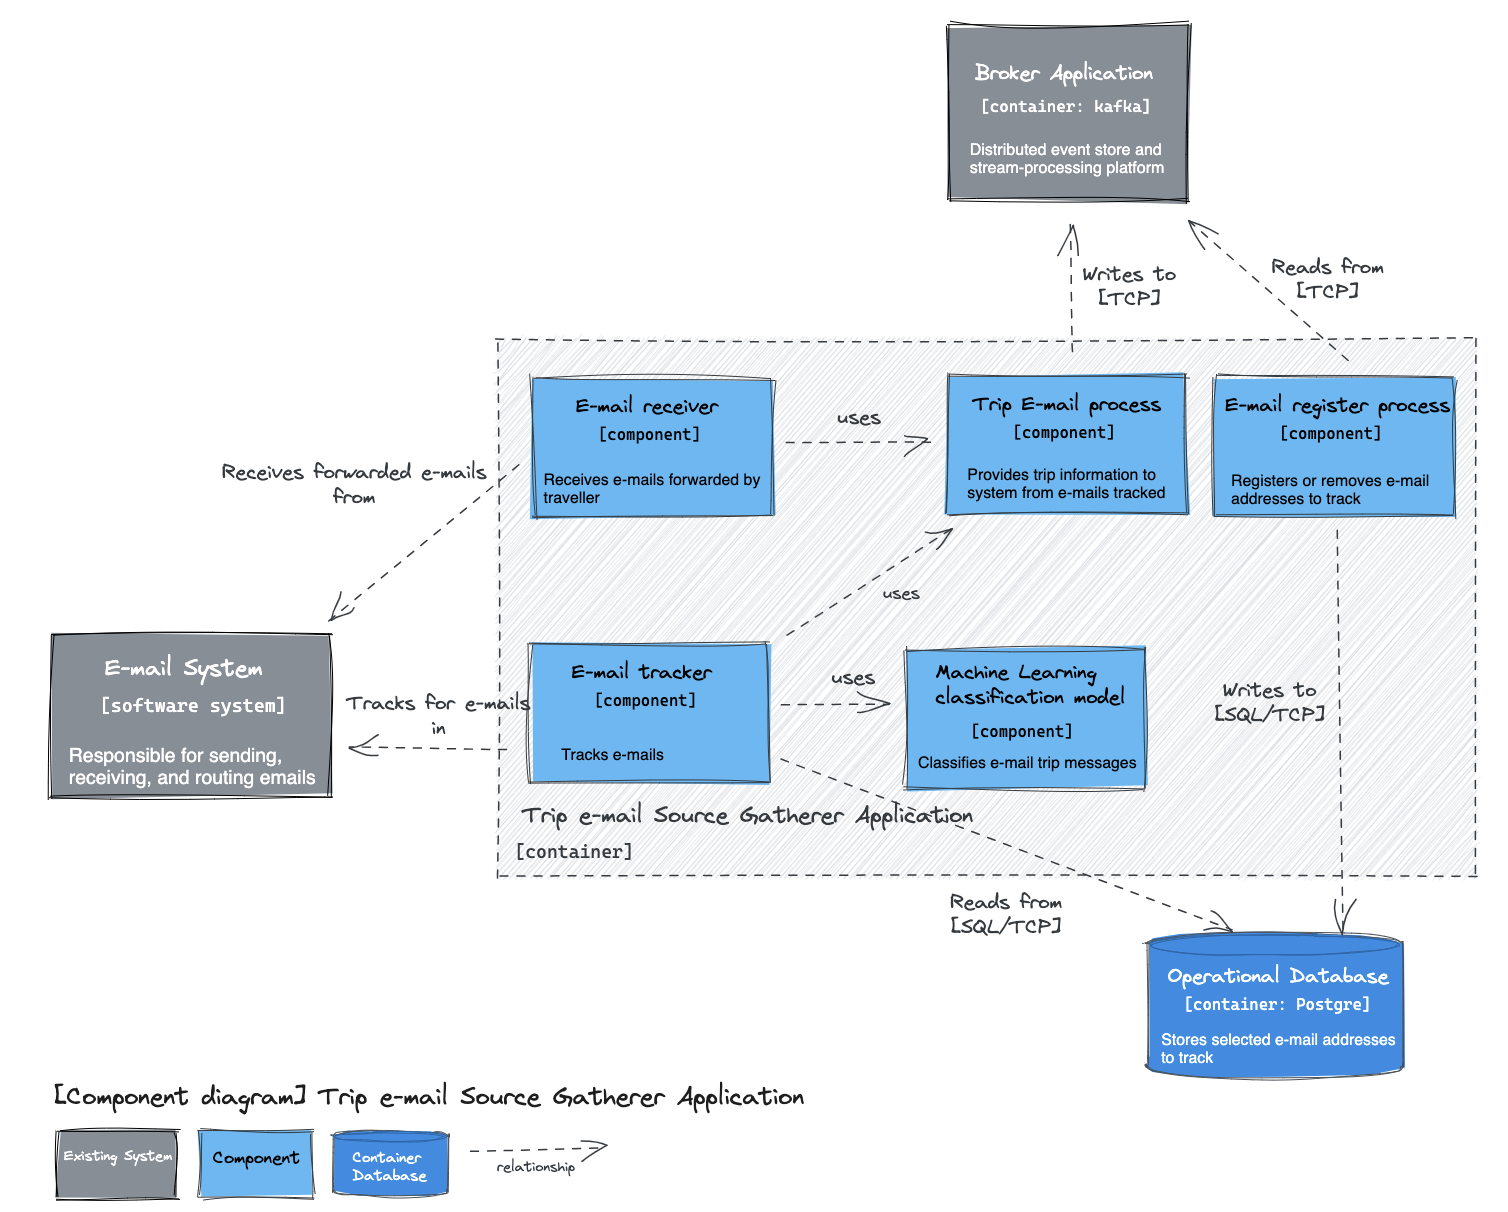 Broker Application
[container: kafka]
Distributed event store and
stream-processing platform
Writes to
[TCP]
Reads from
[TCP]
E-mail receiver
[component]
Receives e-mails forwarded by
traveller
uses
Trip E-mail process
[component]
Provides trip information to
system from e-mails tracked
E-mail register process
[component]
Registers or removes e-mail
addresses to track
Receives forwarded e-mails
from
uses
E-mail System
[software system]
Responsible for sending,
receiving, and routing emails
Tracks for e-mails
in
E-mail tracker
[component]
Tracks e-mails
uses
Machine Learning
classification model
[component]
Classifies e-mail trip messages
Writes to
[SQL/TCP]
Trip e-mail Source Gatherer Application
[container]
Reads from
[SQL/TCP]
Operational Database
[container: Postgre]
Stores selected e-mail addresses
to track
[Component diagram] Trip e-mail Source Gatherer Application
Existing System
Component
Container
Database
relationship